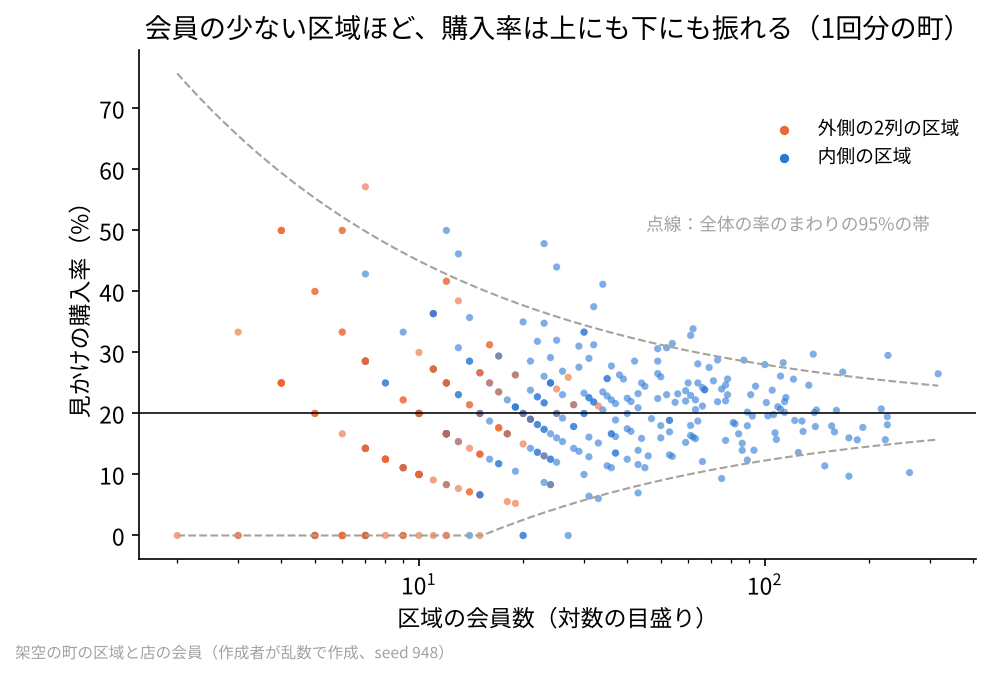 会員の少ない区域ほど、購入率は上にも下にも振れる（1回分の町）
外側の2列の区域
内側の区域
点線：全体の率のまわりの95%の帯
見かけの購入率（%）
70
60
50
40
30
20
10
0
10¹
10²
区域の会員数（対数の目盛り）
架空の町の区域と店の会員（作成者が乱数で作成、seed 948）